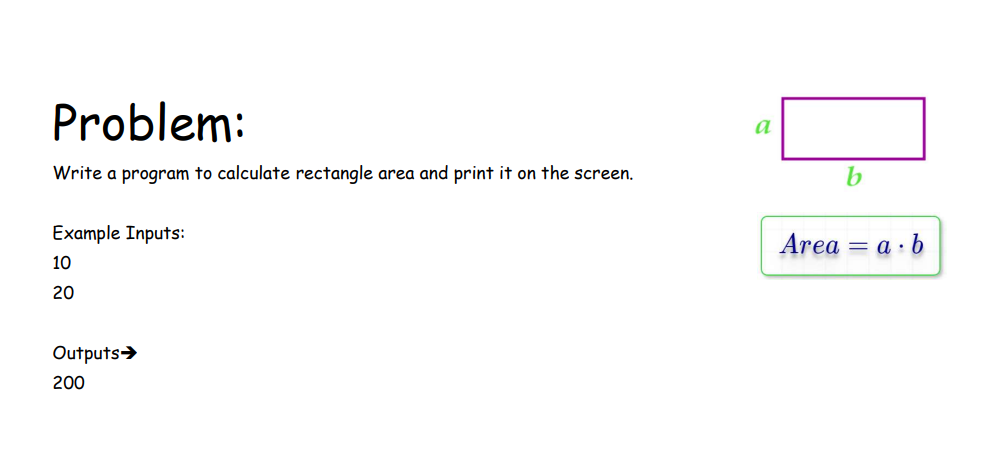 Problem:
Write a program to calculate rectangle area and print it on the screen.
Example Inputs:
10
20
Outputs➔
200
a
b
Area = a · b